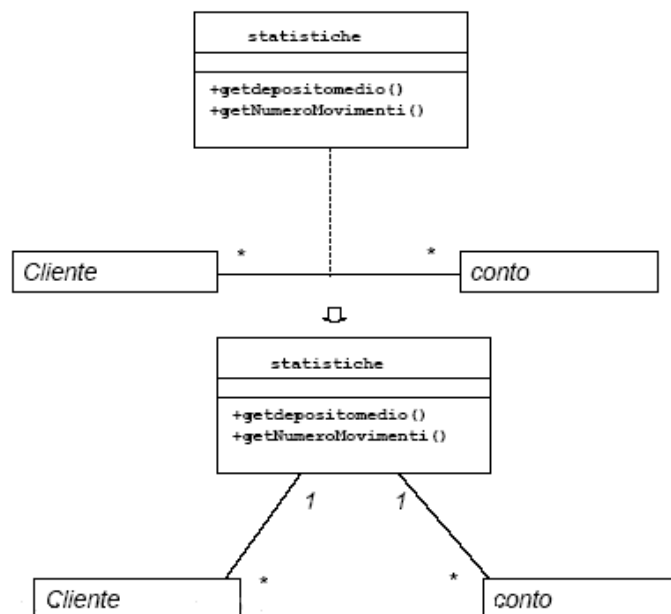 statistiche
+getdepositomedio()
+getNumeroMovimenti()
* *
Cliente conto
statistiche
+getdepositomedio()
+getNumeroMovimenti()
1 1
* *
Cliente conto